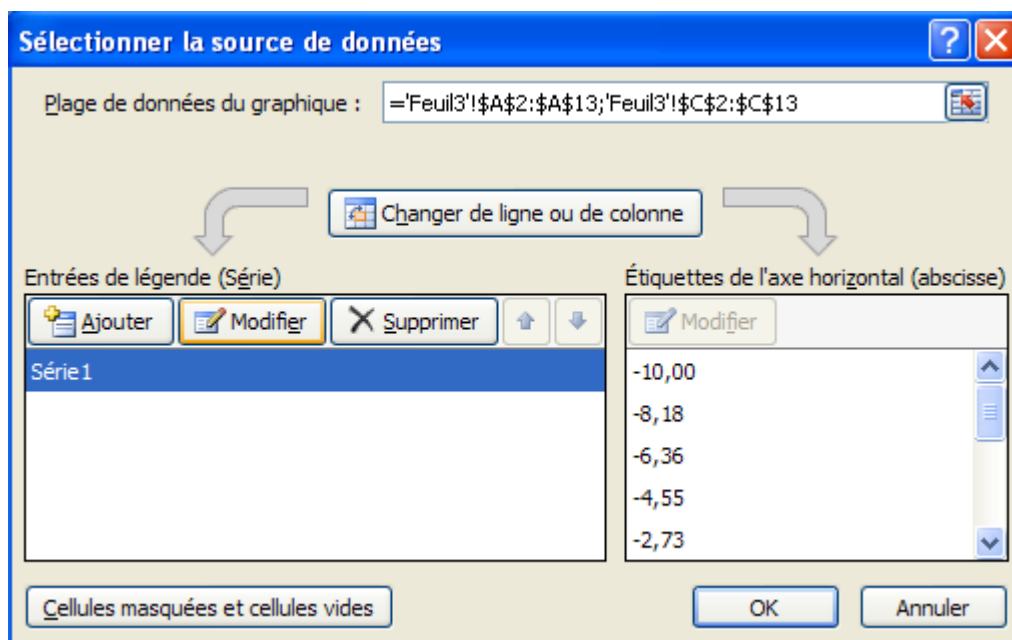 Sélectionner la source de données
Plage de données du graphique : ='Feuil3'!$A$2:$A$13;'Feuil3'!$C$2:$C$13
Changer de ligne ou de colonne
Entrées de légende (Série)
Ajouter Modifier Supprimer
Série1
Étiquettes de l'axe horizontal (abscisse)
Modifier
-10,00
-8,18
-6,36
-4,55
-2,73
Cellules masquées et cellules vides
OK Annuler